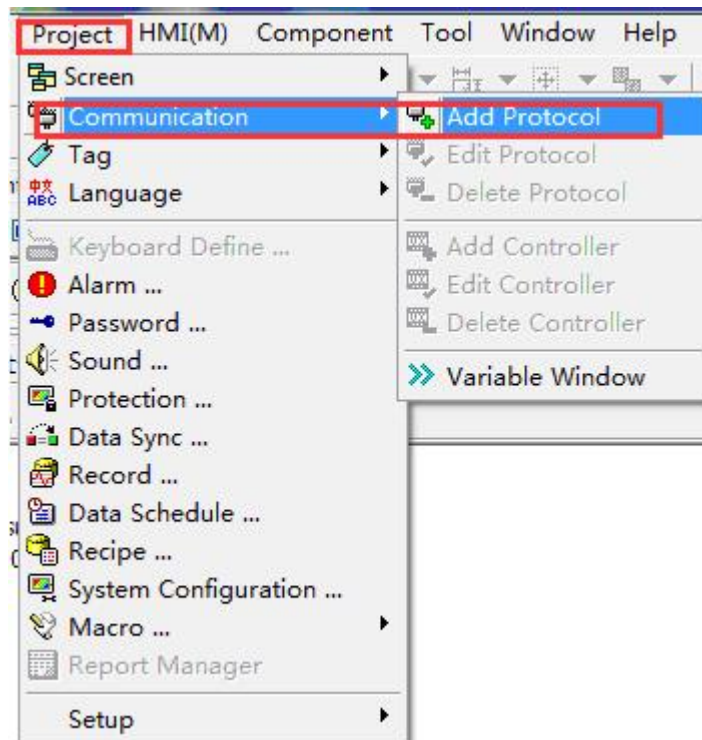 Project HMI(M) Component Tool Window Help
Screen
Communication
Tag
Language
中文
ABC
Keyboard Define ...
Alarm ...
Password ...
Sound ...
Protection ...
Data Sync ...
Record ...
Data Schedule ...
Recipe ...
System Configuration ...
Macro ...
Report Manager
Setup
Add Protocol
Edit Protocol
Delete Protocol
Add Controller
Edit Controller
Delete Controller
Variable Window